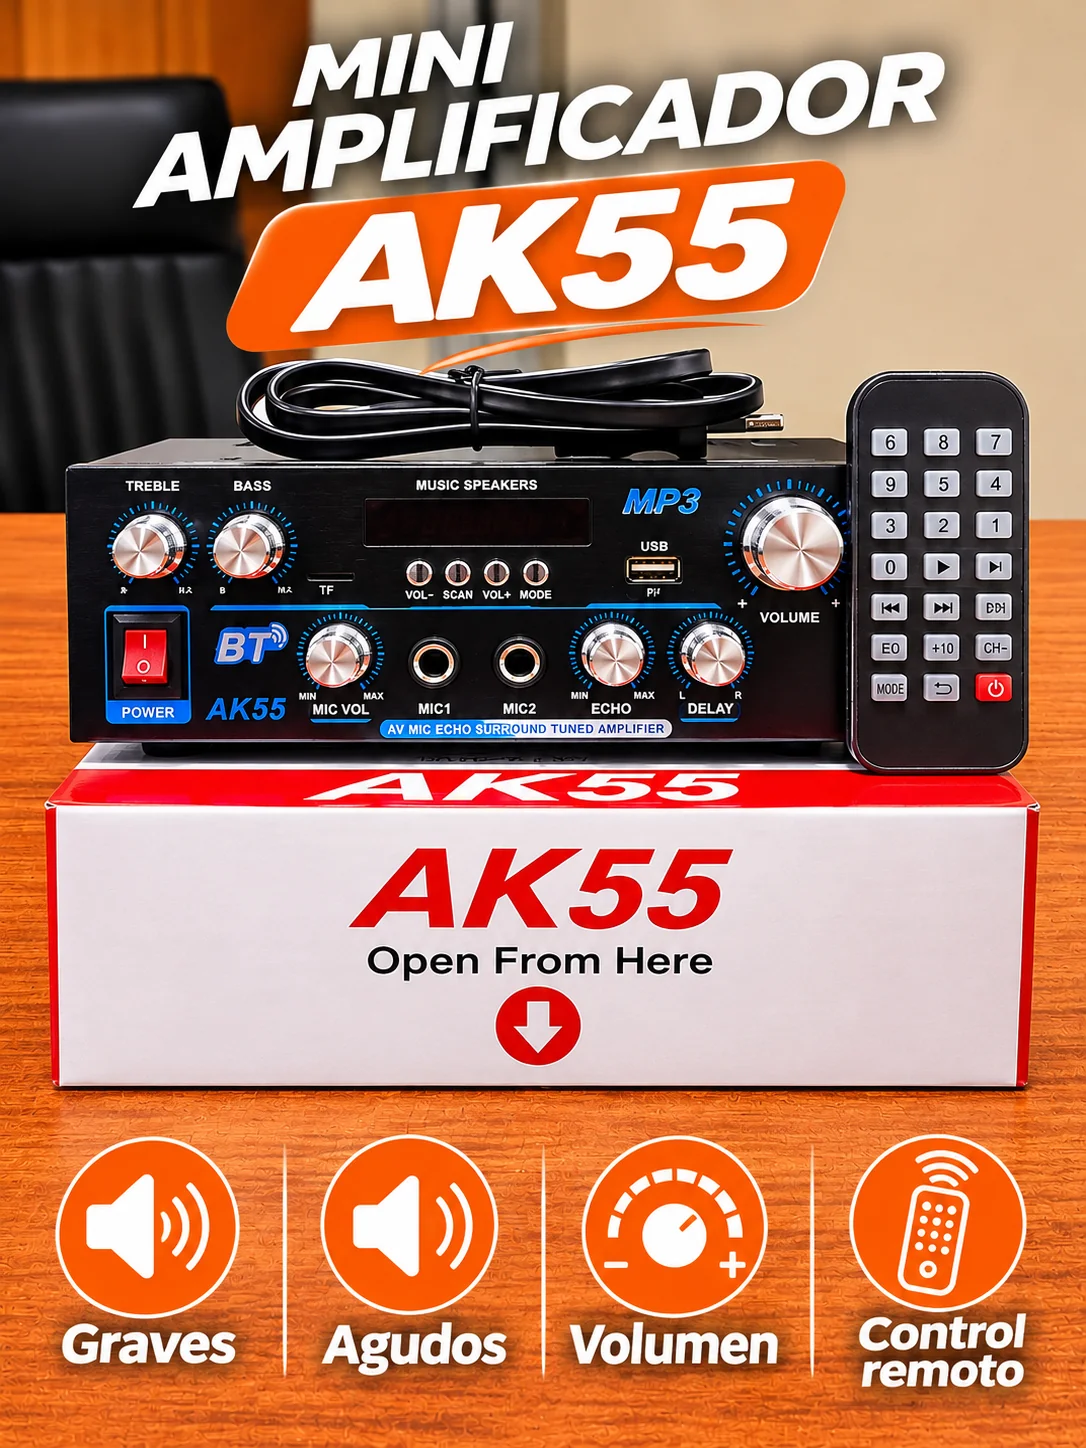 MINI
AMPLIFICADOR
AK55
TREBLE
BASS
MUSIC SPEAKERS
MP3
USB
TF
VOL-
SCAN
VOL+
MODE
VOLUME
- +
+
BT
AK55
POWER
I
O
MIN
MAX
MIC VOL
MIC1
MIC2
MIN
MAX
ECHO
L
R
DELAY
AV MIC ECHO SURROUND TUNED AMPLIFIER
6 8 7
9 5 4
3 2 1
0
EO +10 CH-
MODE
AK55
AK55
Open From Here
Graves
Agudos
Volumen
Control
remoto